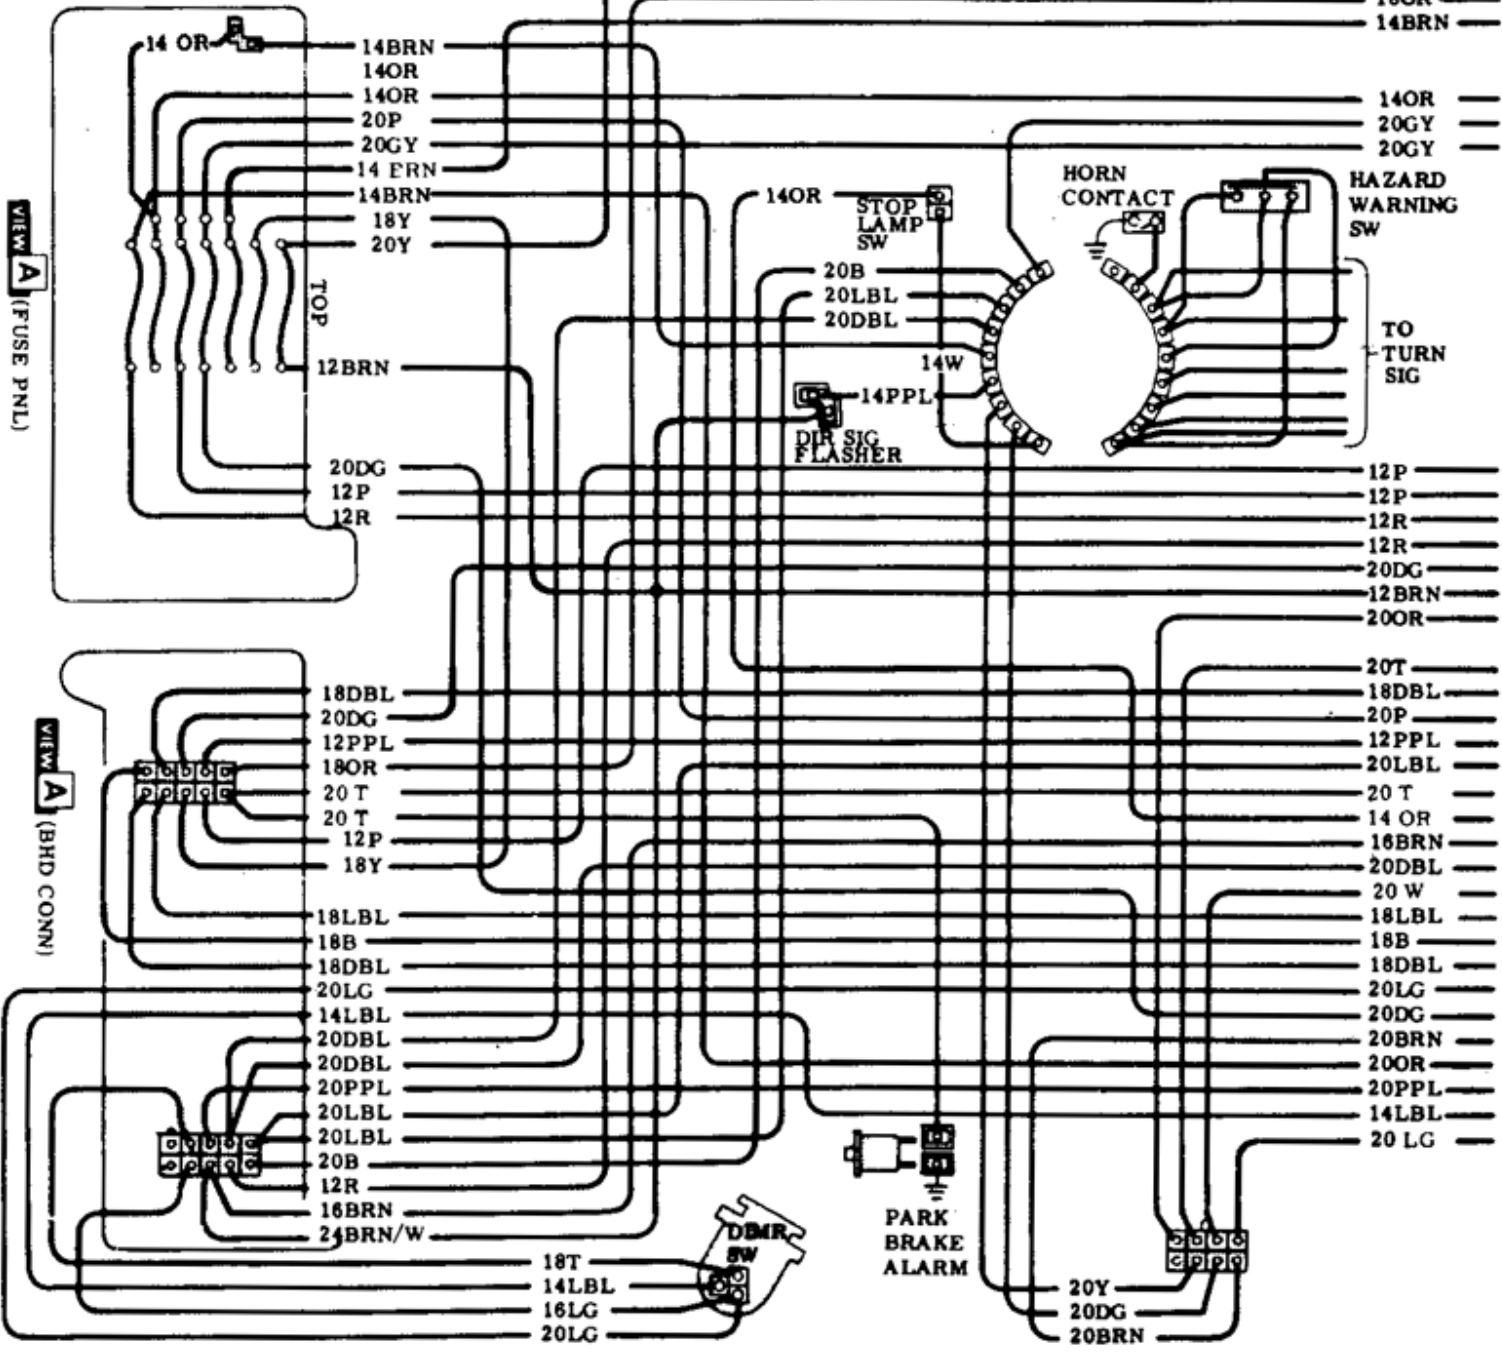 14BRN
14 OR
14BRN
14OR
14OR
20P
20GY
14 BRN
14BRN
18Y
20Y
TOP
12BRN
20DG
12P
12R
VIEW A (FUSE PNL)
14OR
20GY
20GY
14OR
STOP
LAMP
SW
HORN
CONTACT
HAZARD
WARNING
SW
20B
20LBL
20DBL
14W
14PPL
DIR SIG
FLASHER
TO
TURN
SIG
12P
12P
12R
12R
20DG
12BRN
20OR
20T
18DBL
20P
12PPL
20LBL
20 T
14 OR
16BRN
20DBL
20 W
18LBL
18B
18DBL
20LG
20DG
20BRN
20OR
20PPL
14LBL
20 LG
VIEW A (BHD CONN)
18DBL
20DG
12PPL
18OR
20 T
20 T
12P
18Y
18LBL
18B
18DBL
20LG
14LBL
20DBL
20DBL
20PPL
20LBL
20LBL
20B
12R
16BRN
24BRN/W
DIMR
SW
18T
14LBL
16LG
20LG
PARK
BRAKE
ALARM
20Y
20DG
20BRN